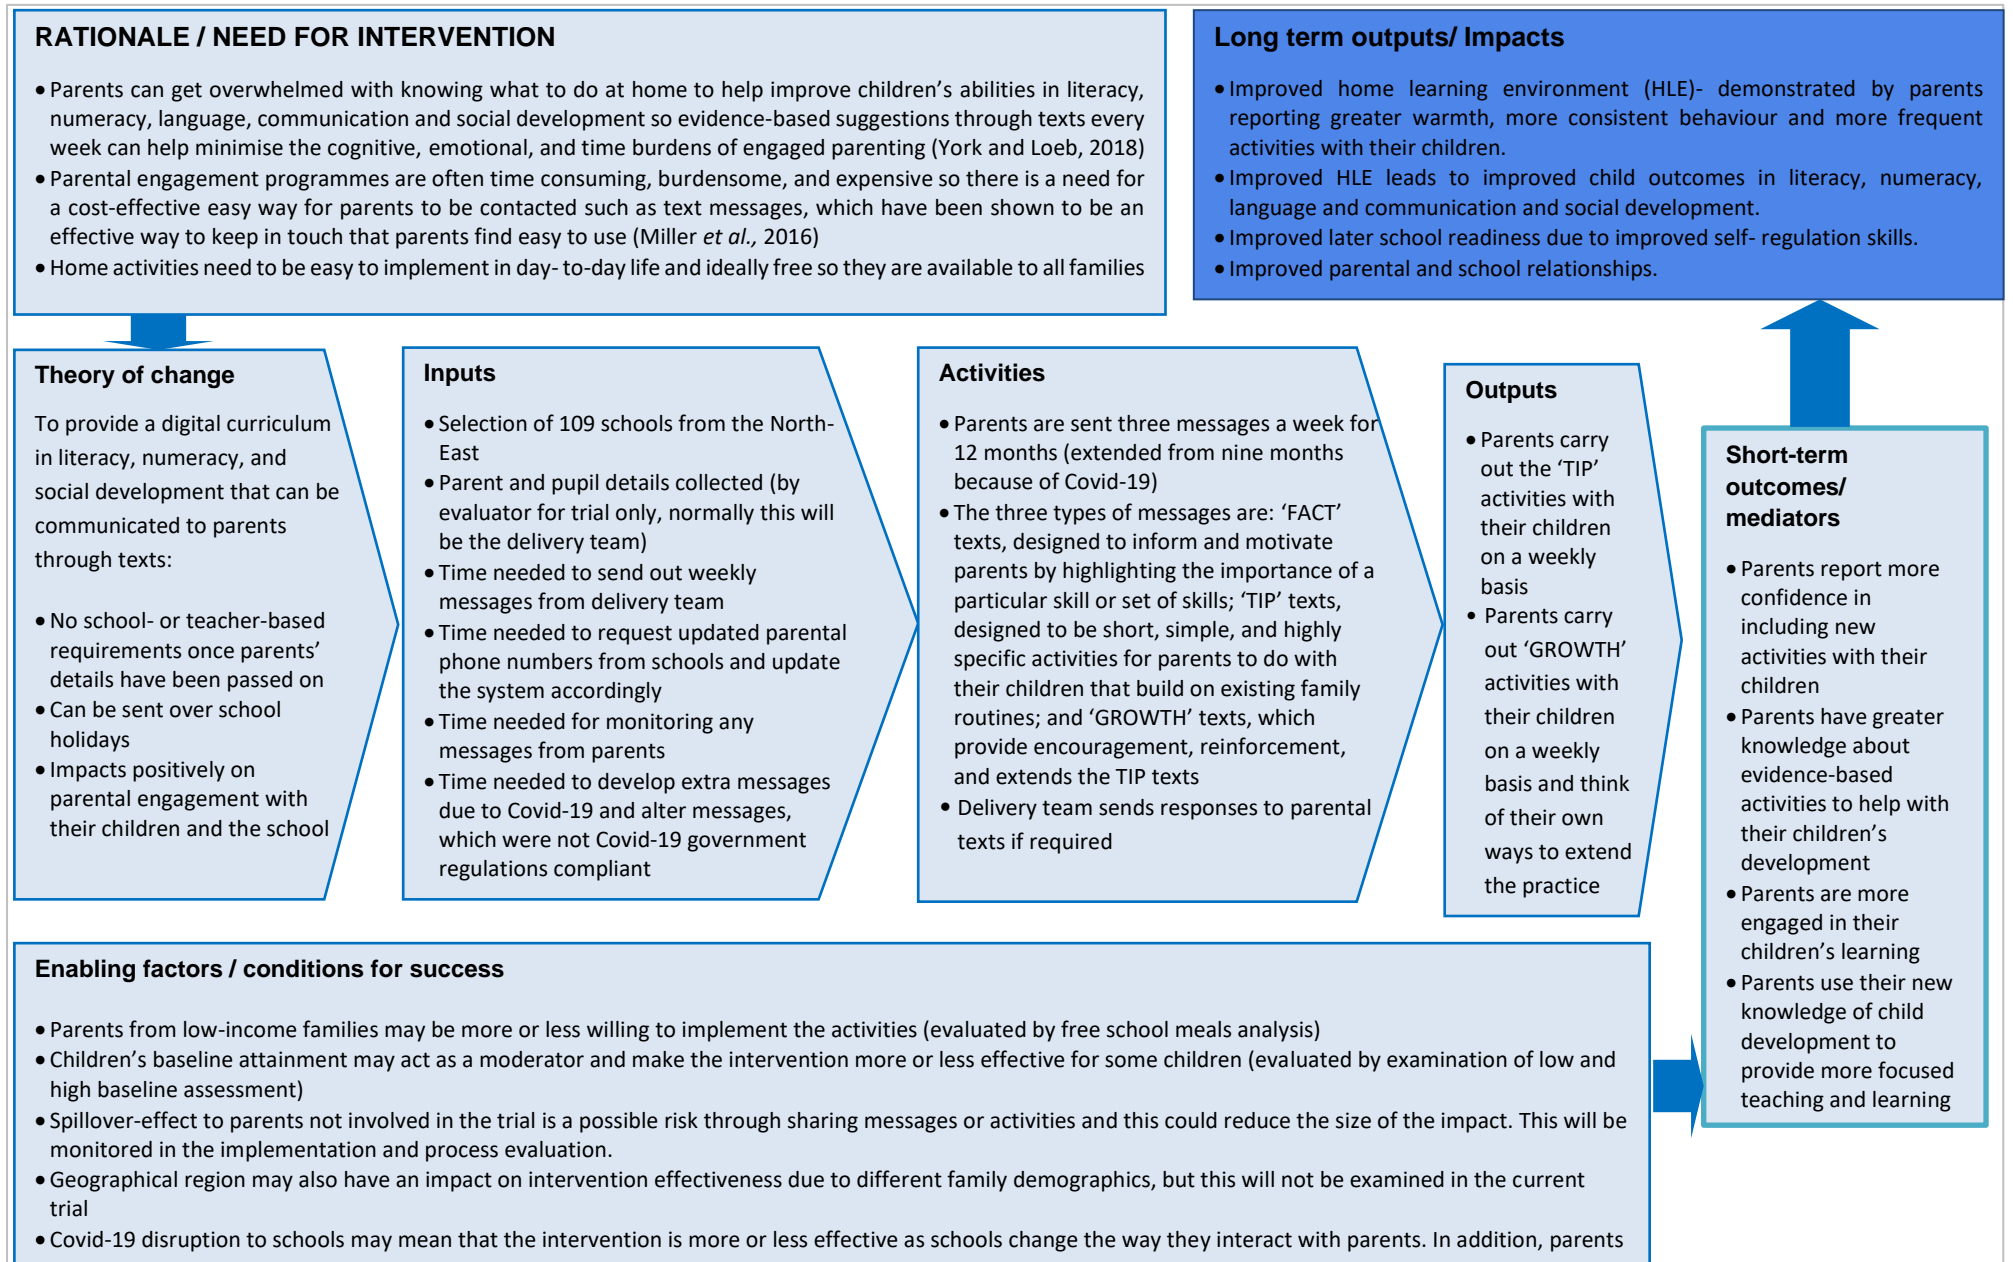 RATIONALE / NEED FOR INTERVENTION
• Parents can get overwhelmed with knowing what to do at home to help improve children’s abilities in literacy,
numeracy, language, communication and social development so evidence-based suggestions through texts every
week can help minimise the cognitive, emotional, and time burdens of engaged parenting (York and Loeb, 2018)
• Parental engagement programmes are often time consuming, burdensome, and expensive so there is a need for
a cost-effective easy way for parents to be contacted such as text messages, which have been shown to be an
effective way to keep in touch that parents find easy to use (Miller et al., 2016)
• Home activities need to be easy to implement in day- to-day life and ideally free so they are available to all families
Long term outputs/ Impacts
• Improved home learning environment (HLE)- demonstrated by parents
reporting greater warmth, more consistent behaviour and more frequent
activities with their children.
• Improved HLE leads to improved child outcomes in literacy, numeracy,
language and communication and social development.
• Improved later school readiness due to improved self- regulation skills.
• Improved parental and school relationships.
Theory of change
To provide a digital curriculum
in literacy, numeracy, and
social development that can be
communicated to parents
through texts:
• No school- or teacher-based
requirements once parents’
details have been passed on
• Can be sent over school
holidays
• Impacts positively on
parental engagement with
their children and the school
Inputs
• Selection of 109 schools from the North-
East
• Parent and pupil details collected (by
evaluator for trial only, normally this will
be the delivery team)
• Time needed to send out weekly
messages from delivery team
• Time needed to request updated parental
phone numbers from schools and update
the system accordingly
• Time needed for monitoring any
messages from parents
• Time needed to develop extra messages
due to Covid-19 and alter messages,
which were not Covid-19 government
regulations compliant
Activities
• Parents are sent three messages a week for
12 months (extended from nine months
because of Covid-19)
• The three types of messages are: ‘FACT’
texts, designed to inform and motivate
parents by highlighting the importance of a
particular skill or set of skills; ‘TIP’ texts,
designed to be short, simple, and highly
specific activities for parents to do with
their children that build on existing family
routines; and ‘GROWTH’ texts, which
provide encouragement, reinforcement,
and extends the TIP texts
• Delivery team sends responses to parental
texts if required
Outputs
• Parents carry
out the ‘TIP’
activities with
their children
on a weekly
basis
• Parents carry
out ‘GROWTH’
activities with
their children
on a weekly
basis and think
of their own
ways to extend
the practice
Short-term
outcomes/
mediators
• Parents report more
confidence in
including new
activities with their
children
• Parents have greater
knowledge about
evidence-based
activities to help with
their children’s
development
• Parents are more
engaged in their
children’s learning
• Parents use their new
knowledge of child
development to
provide more focused
teaching and learning
Enabling factors / conditions for success
• Parents from low-income families may be more or less willing to implement the activities (evaluated by free school meals analysis)
• Children’s baseline attainment may act as a moderator and make the intervention more or less effective for some children (evaluated by examination of low and
high baseline assessment)
• Spillover-effect to parents not involved in the trial is a possible risk through sharing messages or activities and this could reduce the size of the impact. This will be
monitored in the implementation and process evaluation.
• Geographical region may also have an impact on intervention effectiveness due to different family demographics, but this will not be examined in the current
trial
• Covid-19 disruption to schools may mean that the intervention is more or less effective as schools change the way they interact with parents. In addition, parents